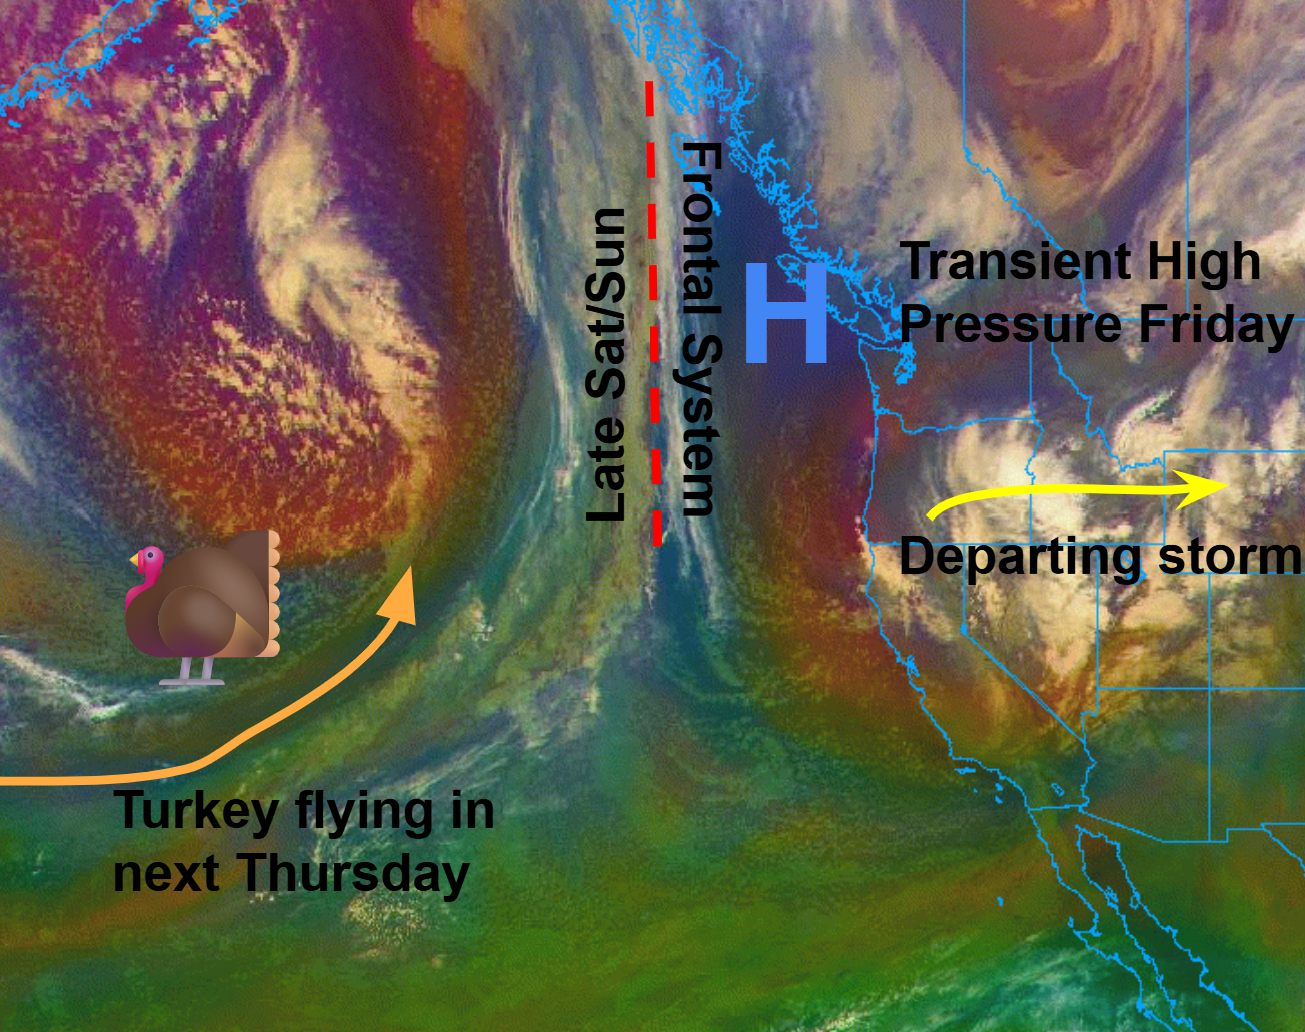 Transient High
Pressure Friday
H
Late Sat/Sun
Frontal System
Departing storm
Turkey flying in
next Thursday